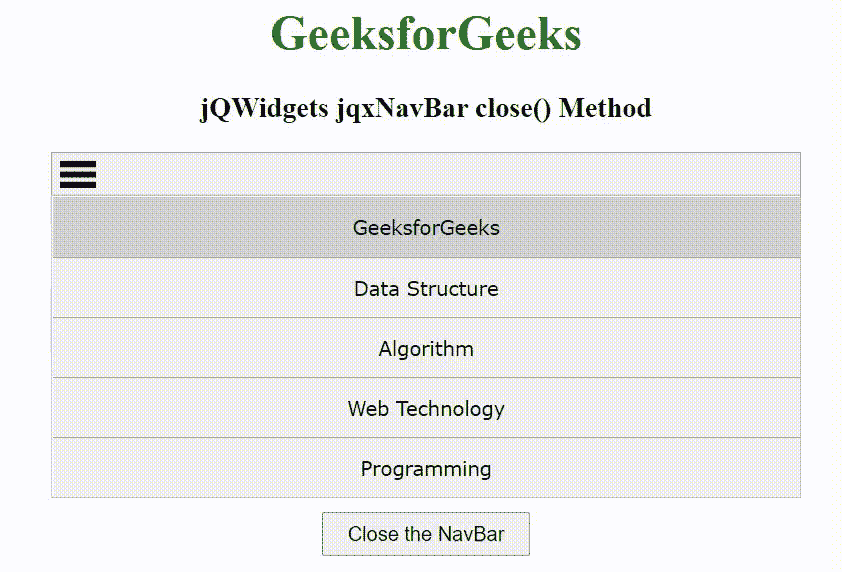 GeeksforGeeks
jQWidgets jqxNavBar close() Method
GeeksforGeeks
Data Structure
Algorithm
Web Technology
Programming
Close the NavBar